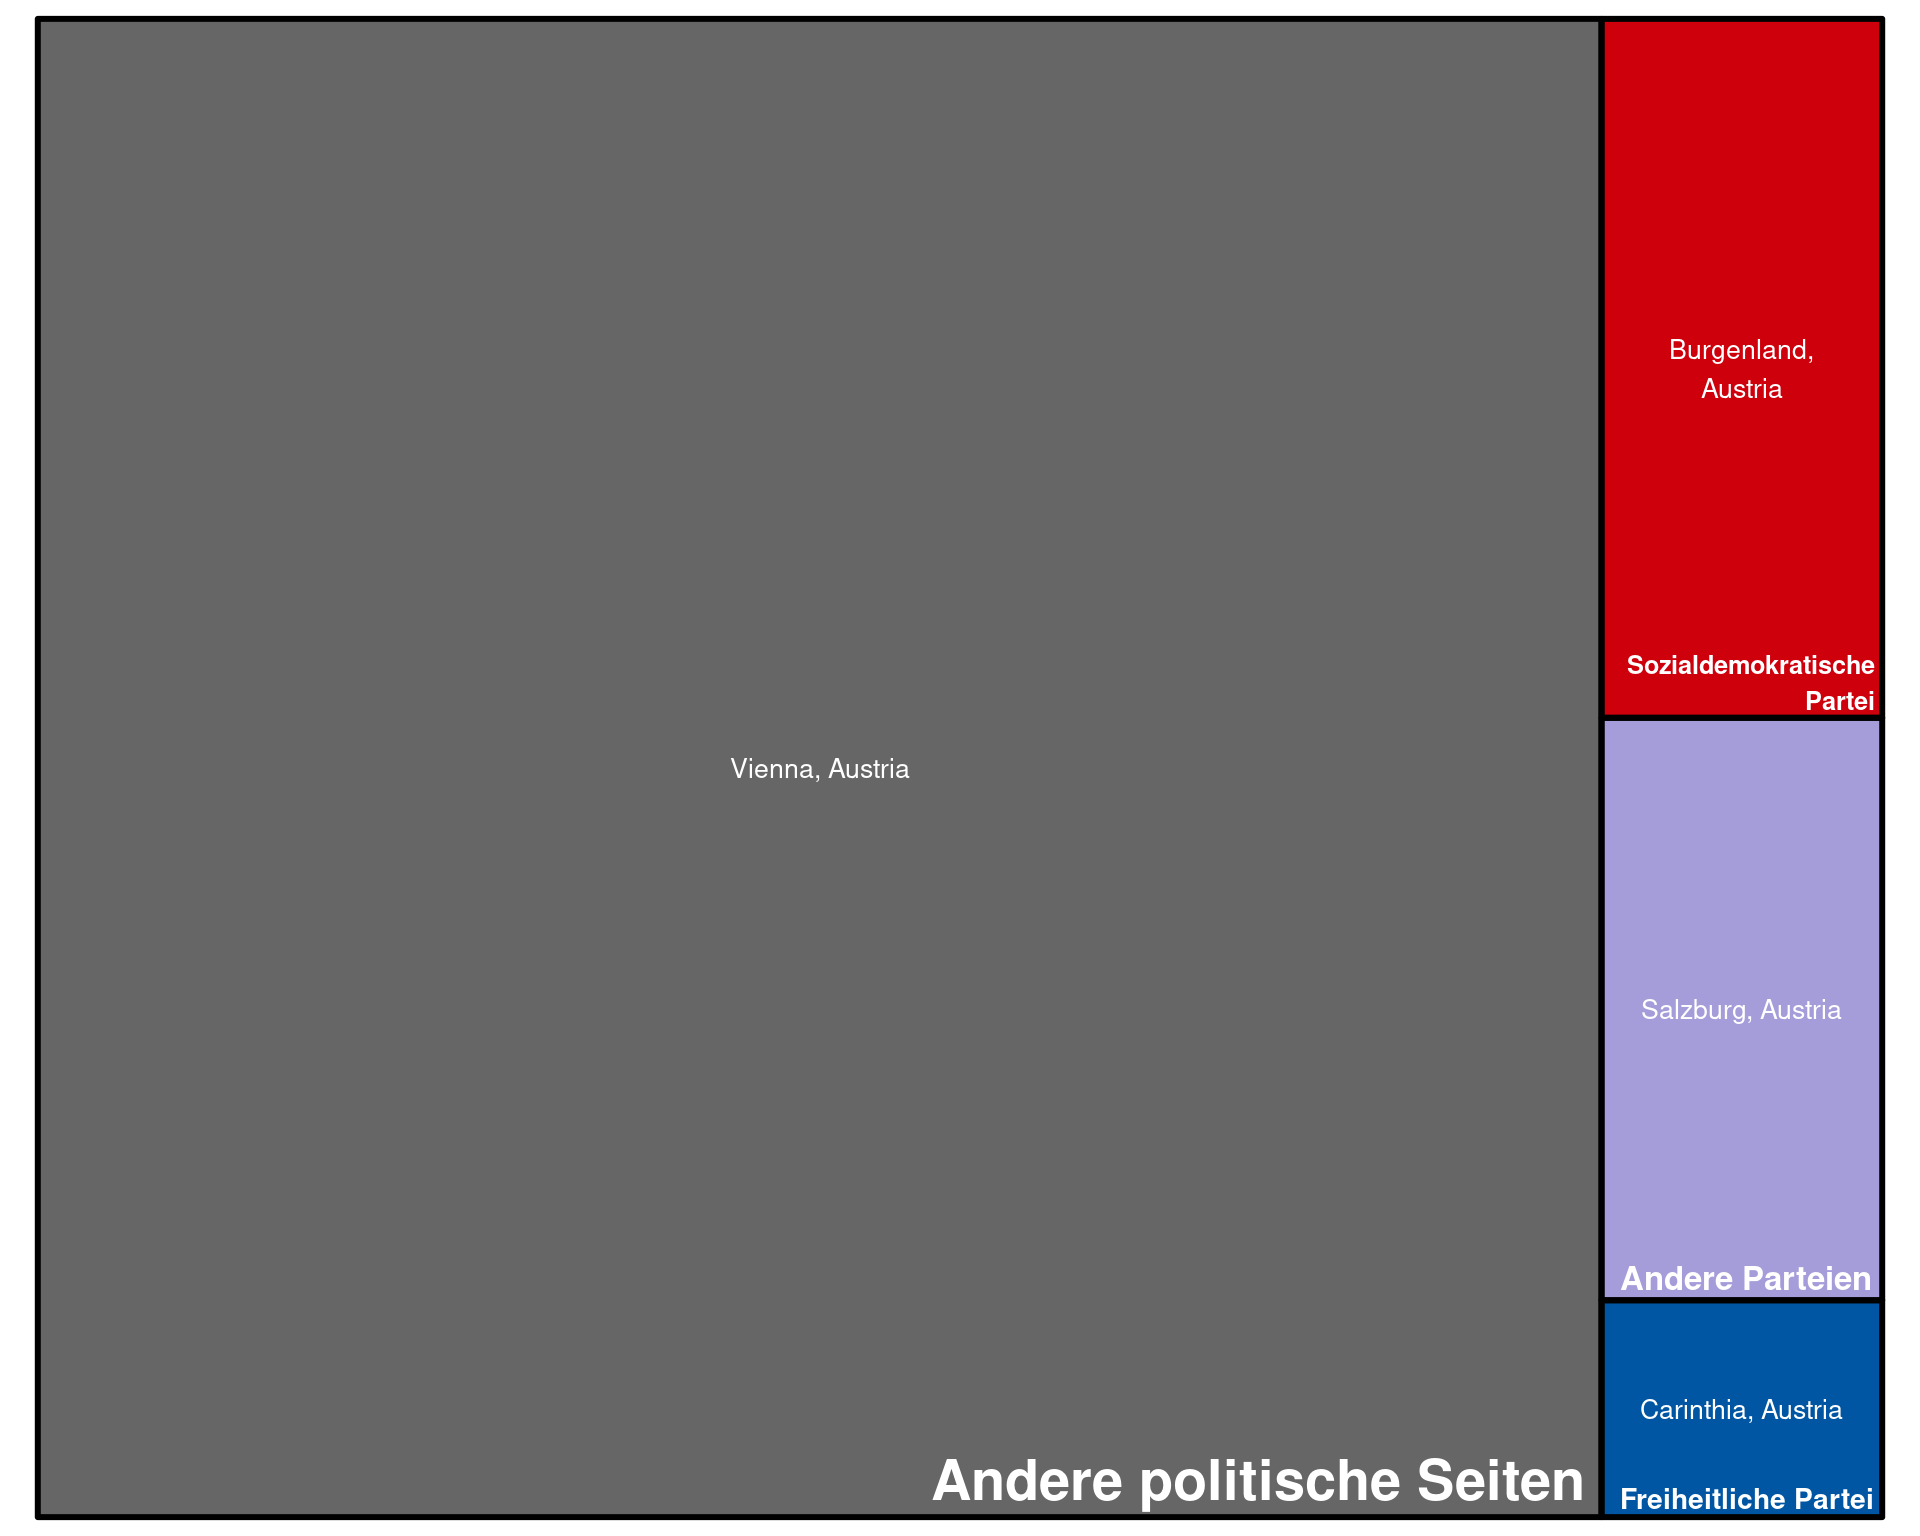 Vienna, Austria
Andere politische Seiten
Burgenland,
Austria
Sozialdemokratische
Partei
Salzburg, Austria
Andere Parteien
Carinthia, Austria
Freiheitliche Partei